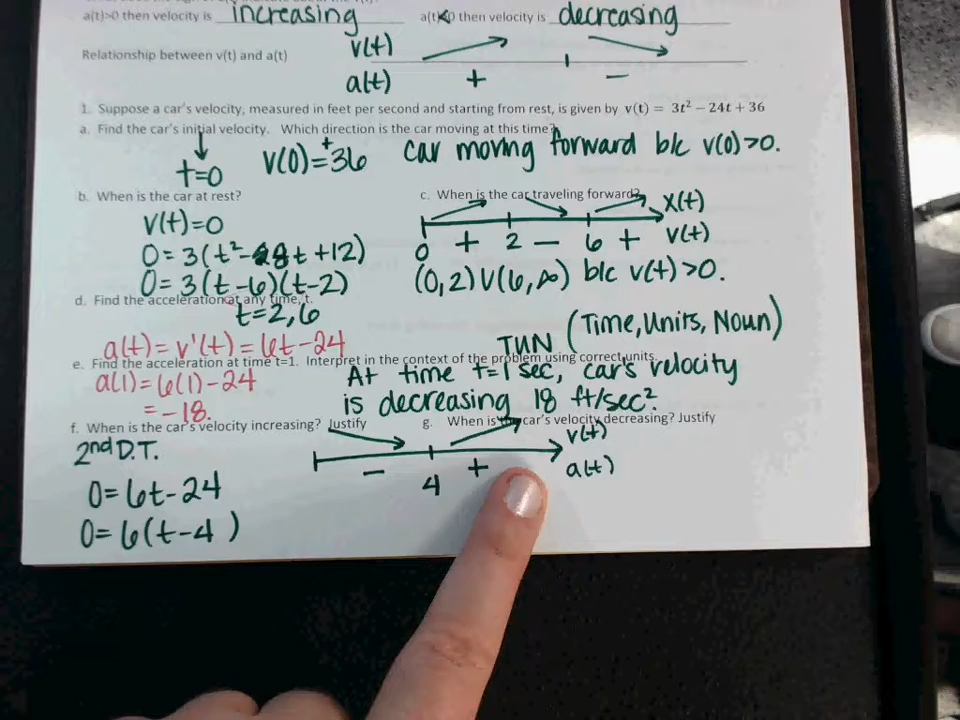 a(t)>0 then velocity is increasing a(t)<0 then velocity is decreasing
v(t)
Relationship between v(t) and a(t)
a(t) + −
1. Suppose a car's velocity, measured in feet per second and starting from rest, is given by v(t) = 3t² − 24t + 36
a. Find the car's initial velocity. Which direction is the car moving at this time?
t=0 v(0)=+36 car moving forward b/c v(0)>0.
b. When is the car at rest? c. When is the car traveling forward?
x(t)
v(t)=0
0 + 2 − 6 + v(t)
0=3(t²-8t+12)
0=3(t-6)(t-2) (0,2)∪(6,∞) b/c v(t)>0.
d. Find the acceleration at any time, t.
t=2,6
a(t)=v'(t)=6t-24 TUN (Time, Units, Noun)
e. Find the acceleration at time t=1. Interpret in the context of the problem using correct units.
a(1)=6(1)-24 At time t=1 sec, car's velocity
=-18. is decreasing 18 ft/sec².
f. When is the car's velocity increasing? Justify g. When is the car's velocity decreasing? Justify
2nd D.T. v(t)
− 4 + a(t)
0=6t-24
0=6(t-4)